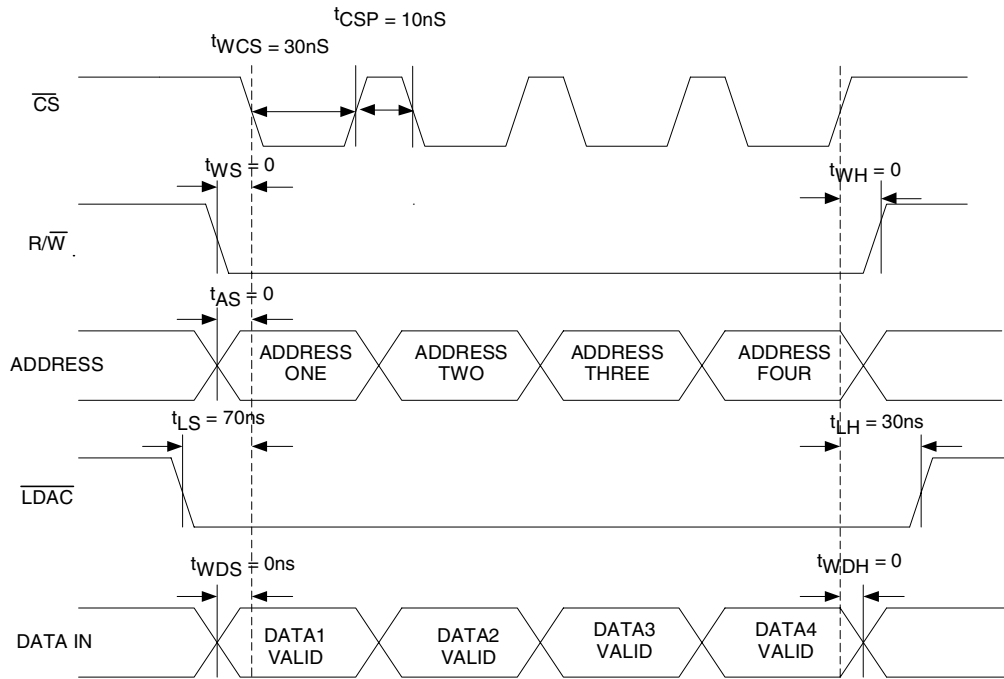 tCSP = 10nS
tWCS = 30nS
CS
tWS = 0
tWH = 0
R/W
tAS = 0
ADDRESS
ADDRESS ONE
ADDRESS TWO
ADDRESS THREE
ADDRESS FOUR
tLS = 70ns
tLH = 30ns
LDAC
tWDS = 0ns
tWDH = 0
DATA IN
DATA1 VALID
DATA2 VALID
DATA3 VALID
DATA4 VALID